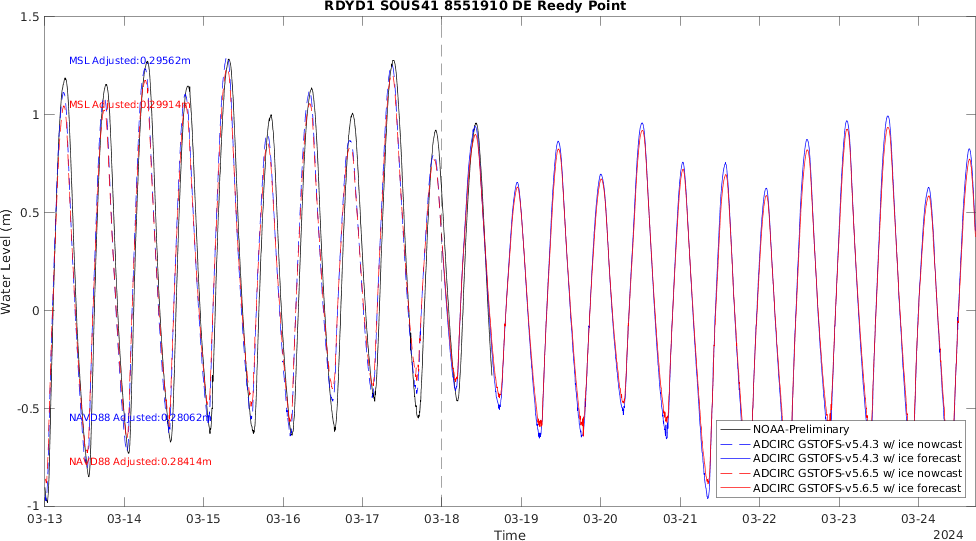 RDYD1 SOUS41 8551910 DE Reedy Point
1.5
1
0.5
0
-0.5
-1
Water Level (m)
MSL Adjusted:0.29562m
MSL Adjusted:0.29914m
NAVD88 Adjusted:0.28062m
NAVD88 Adjusted:0.28414m
NOAA-Preliminary
ADCIRC GSTOFS-v5.4.3 w/ ice nowcast
ADCIRC GSTOFS-v5.4.3 w/ ice forecast
ADCIRC GSTOFS-v5.6.5 w/ ice nowcast
ADCIRC GSTOFS-v5.6.5 w/ ice forecast
03-13 03-14 03-15 03-16 03-17 03-18 03-19 03-20 03-21 03-22 03-23 03-24
Time
2024